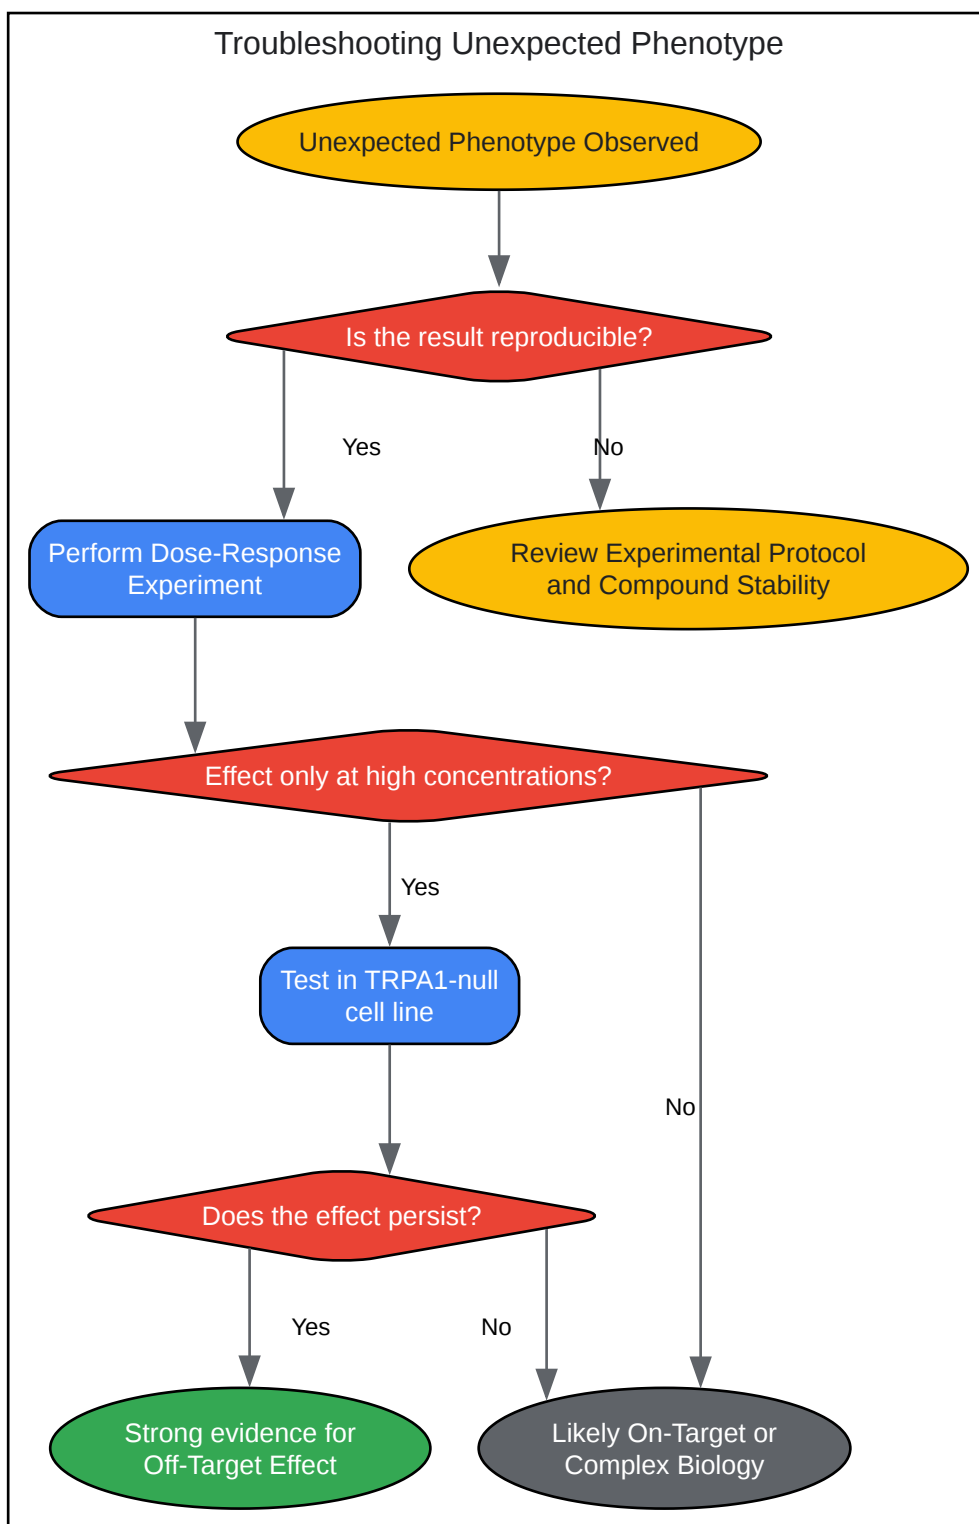 Troubleshooting Unexpected Phenotype
Unexpected Phenotype Observed
Is the result reproducible?
Yes
No
Perform Dose-Response
Experiment
Review Experimental Protocol
and Compound Stability
Effect only at high concentrations?
Yes
Test in TRPA1-null
cell line
No
Does the effect persist?
Yes
No
Strong evidence for
Off-Target Effect
Likely On-Target or
Complex Biology